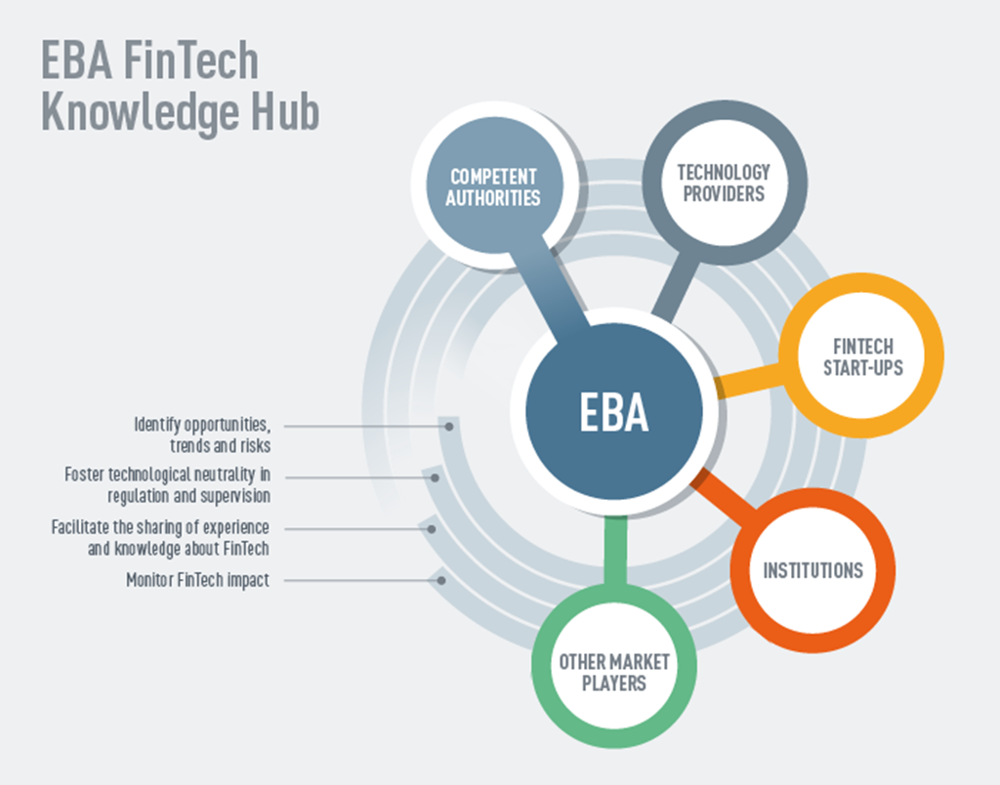 EBA FinTech
Knowledge Hub
COMPETENT
AUTHORITIES
TECHNOLOGY
PROVIDERS
FINTECH
START-UPS
EBA
Identify opportunities,
trends and risks
Foster technological neutrality in
regulation and supervision
Facilitate the sharing of experience
and knowledge about FinTech
Monitor FinTech impact
INSTITUTIONS
OTHER MARKET
PLAYERS